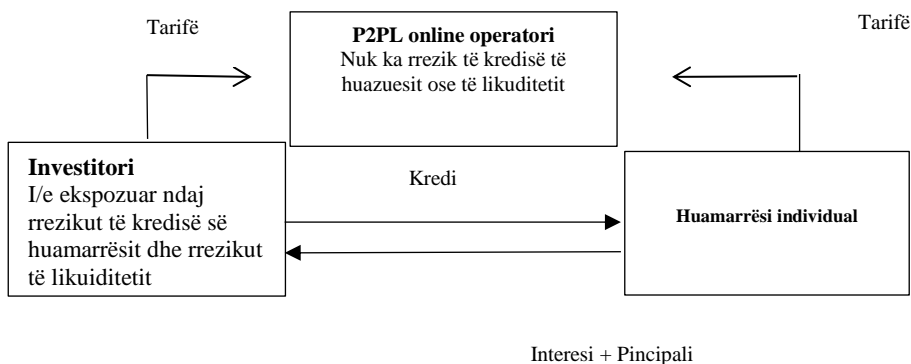 Tarifë
P2PL online operatori
Nuk ka rrezik të kredisë të
huazuesit ose të likuditetit
Tarifë
Investitori
I/e ekspozuar ndaj
rrezikut të kredisë së
huamarrësit dhe rrezikut
të likuiditetit
Kredi
Huamarrësi individual
Interesi + Pincipali